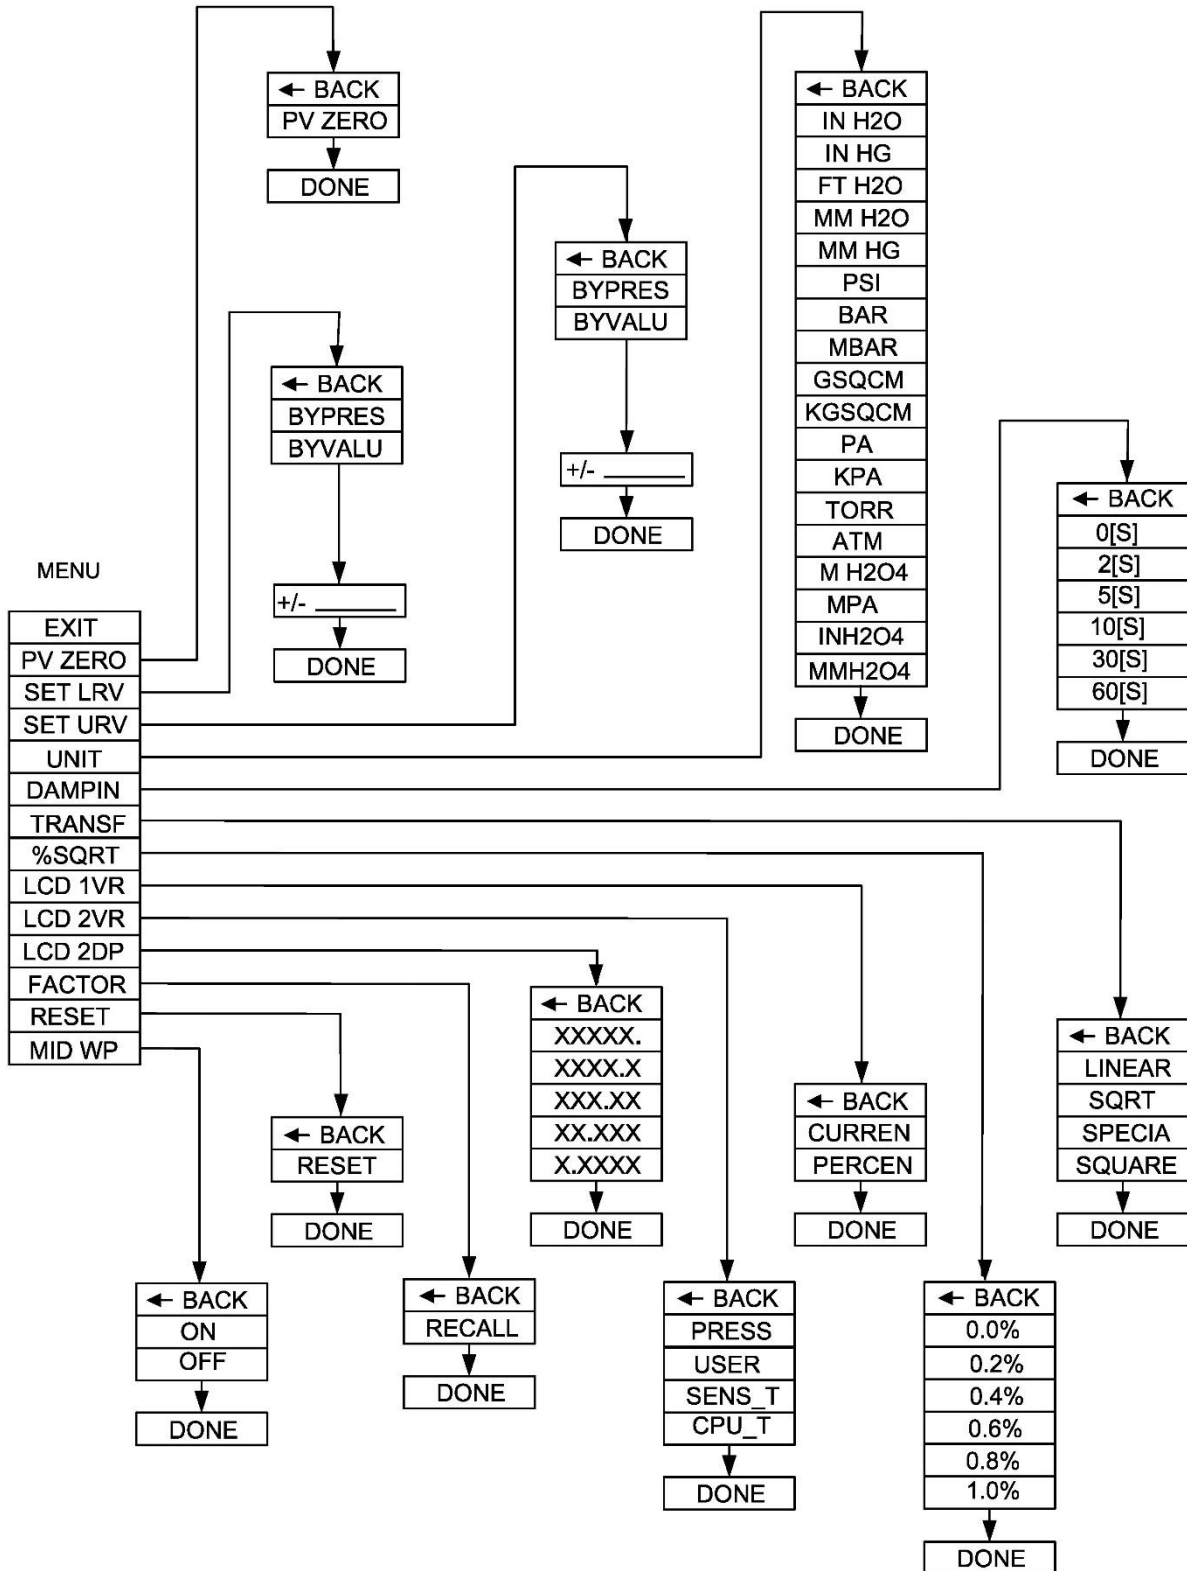 ← BACK
PV ZERO
DONE
← BACK
BYPRES
BYVALU
+/- ______
DONE
← BACK
BYPRES
BYVALU
+/- ______
DONE
← BACK
IN H2O
IN HG
FT H2O
MM H2O
MM HG
PSI
BAR
MBAR
GSQCM
KGSQCM
PA
KPA
TORR
ATM
M H2O4
MPA
INH2O4
MMH2O4
DONE
← BACK
0[S]
2[S]
5[S]
10[S]
30[S]
60[S]
DONE
MENU
EXIT
PV ZERO
SET LRV
SET URV
UNIT
DAMPIN
TRANSF
%SQRT
LCD 1VR
LCD 2VR
LCD 2DP
FACTOR
RESET
MID WP
← BACK
ON
OFF
DONE
← BACK
RESET
DONE
← BACK
RECALL
DONE
← BACK
XXXXX.
XXXX.X
XXX.XX
XX.XXX
X.XXXX
DONE
← BACK
PRESS
USER
SENS_T
CPU_T
DONE
← BACK
CURREN
PERCEN
DONE
← BACK
0.0%
0.2%
0.4%
0.6%
0.8%
1.0%
DONE
← BACK
LINEAR
SQRT
SPECIA
SQUARE
DONE